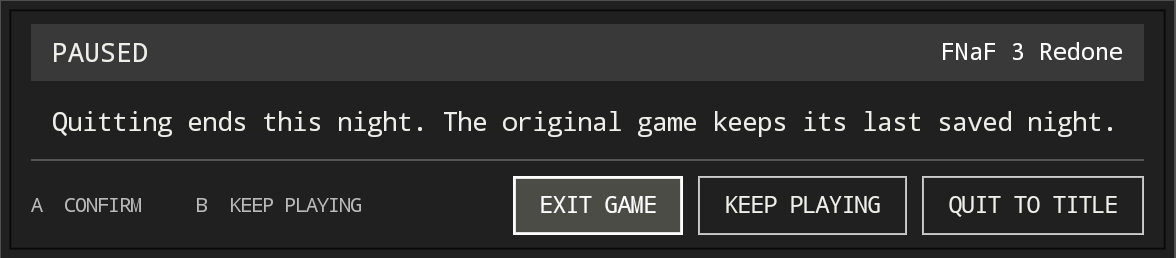 PAUSED FNaF 3 Redone
Quitting ends this night. The original game keeps its last saved night.
A CONFIRM B KEEP PLAYING EXIT GAME KEEP PLAYING QUIT TO TITLE